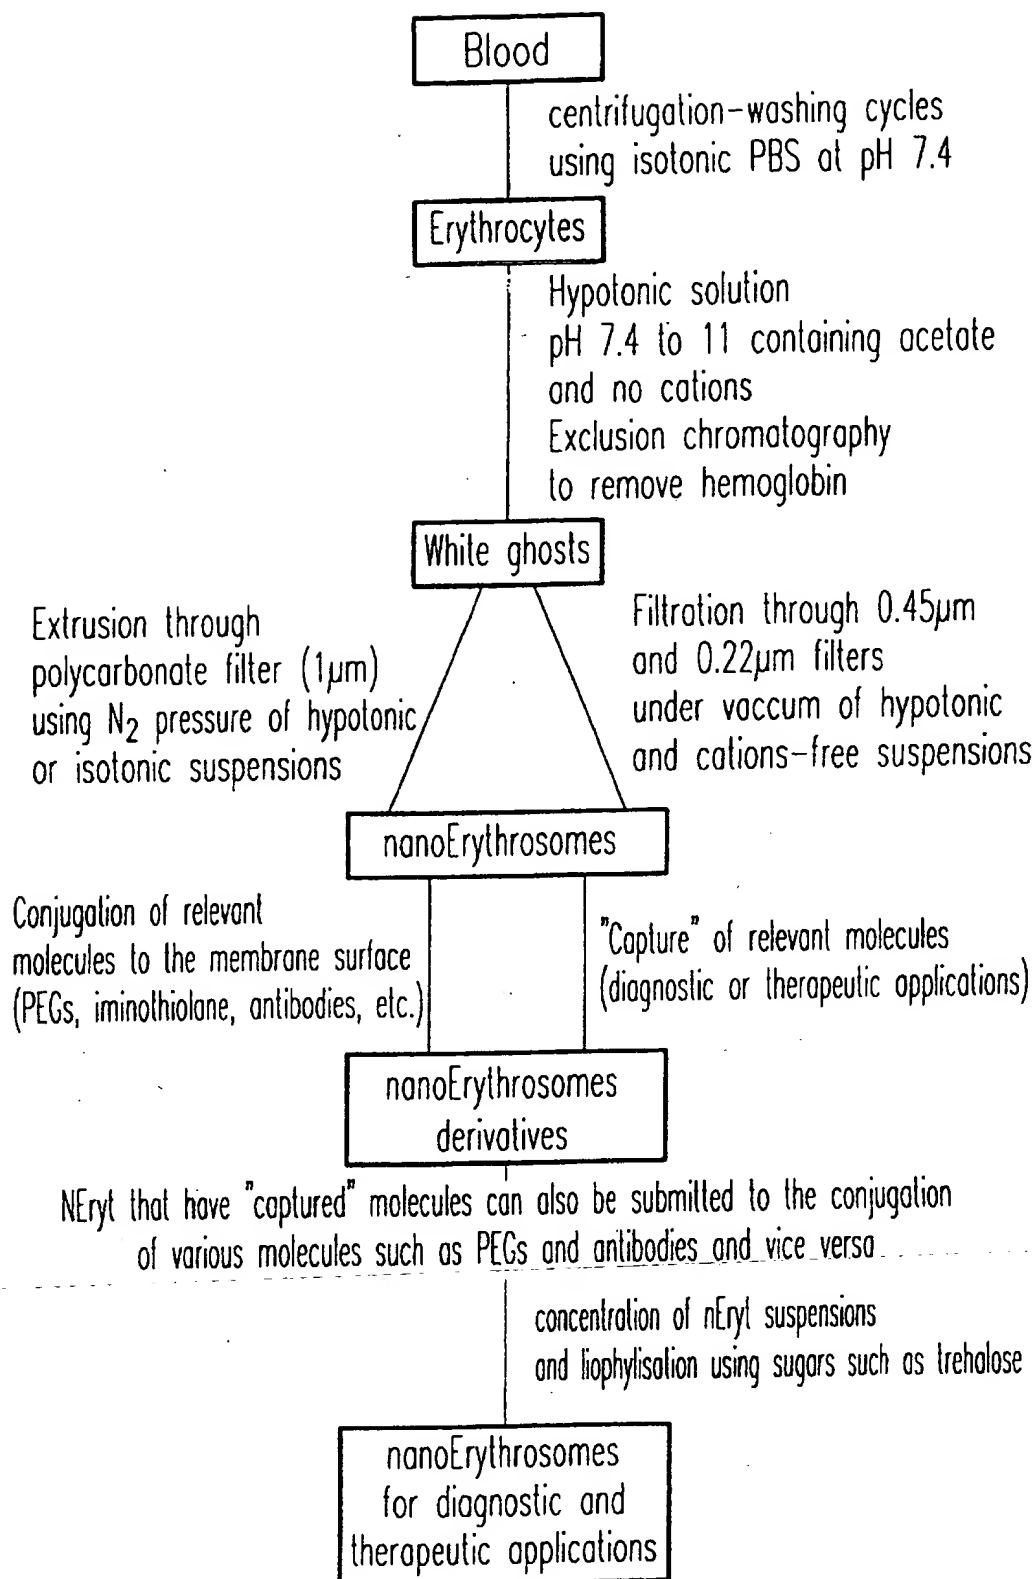 Blood
centrifugation-washing cycles
using isotonic PBS at pH 7.4
Erythrocytes
Hypotonic solution
pH 7.4 to 11 containing acetate
and no cations
Exclusion chromatography
to remove hemoglobin
White ghosts
Extrusion through
polycarbonate filter (1µm)
using N2 pressure of hypotonic
or isotonic suspensions
Filtration through 0.45µm
and 0.22µm filters
under vaccum of hypotonic
and cations-free suspensions
nanoErythrosomes
Conjugation of relevant
molecules to the membrane surface
(PEGs, iminothiolane, antibodies, etc.)
"Capture" of relevant molecules
(diagnostic or therapeutic applications)
nanoErythrosomes
derivatives
NEryt that have "captured" molecules can also be submitted to the conjugation
of various molecules such as PEGs and antibodies and vice versa
concentration of nEryt suspensions
and liophylisation using sugars such as trehalose
nanoErythrosomes
for diagnostic and
therapeutic applications